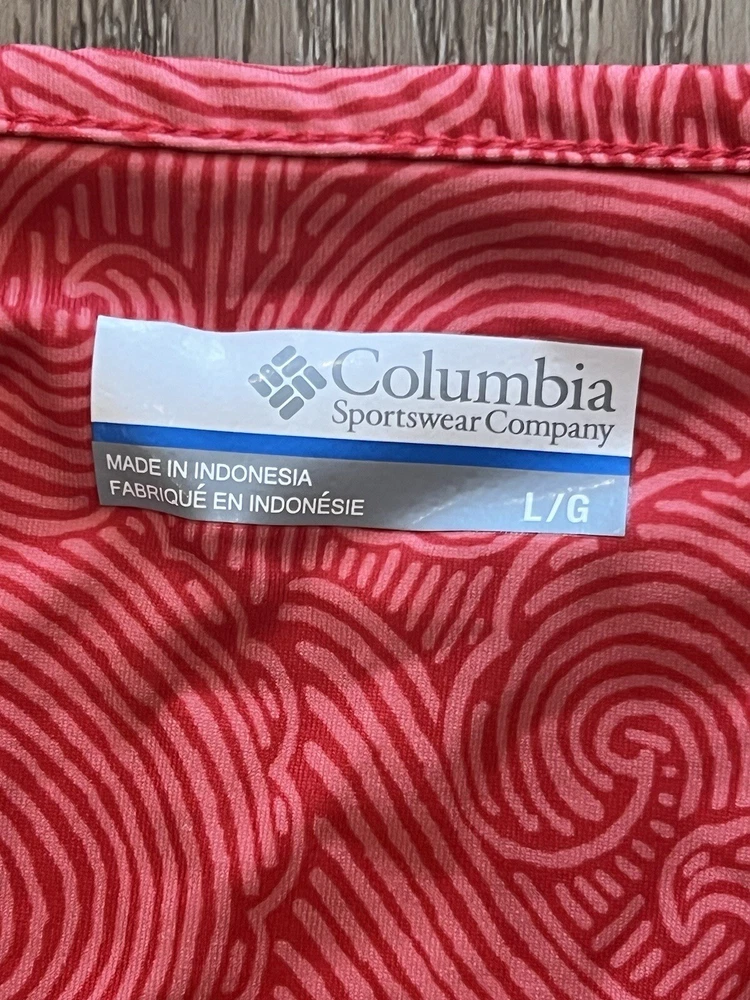 Columbia
Sportswear Company
MADE IN INDONESIA
FABRIQUÉ EN INDONÉSIE
L/G